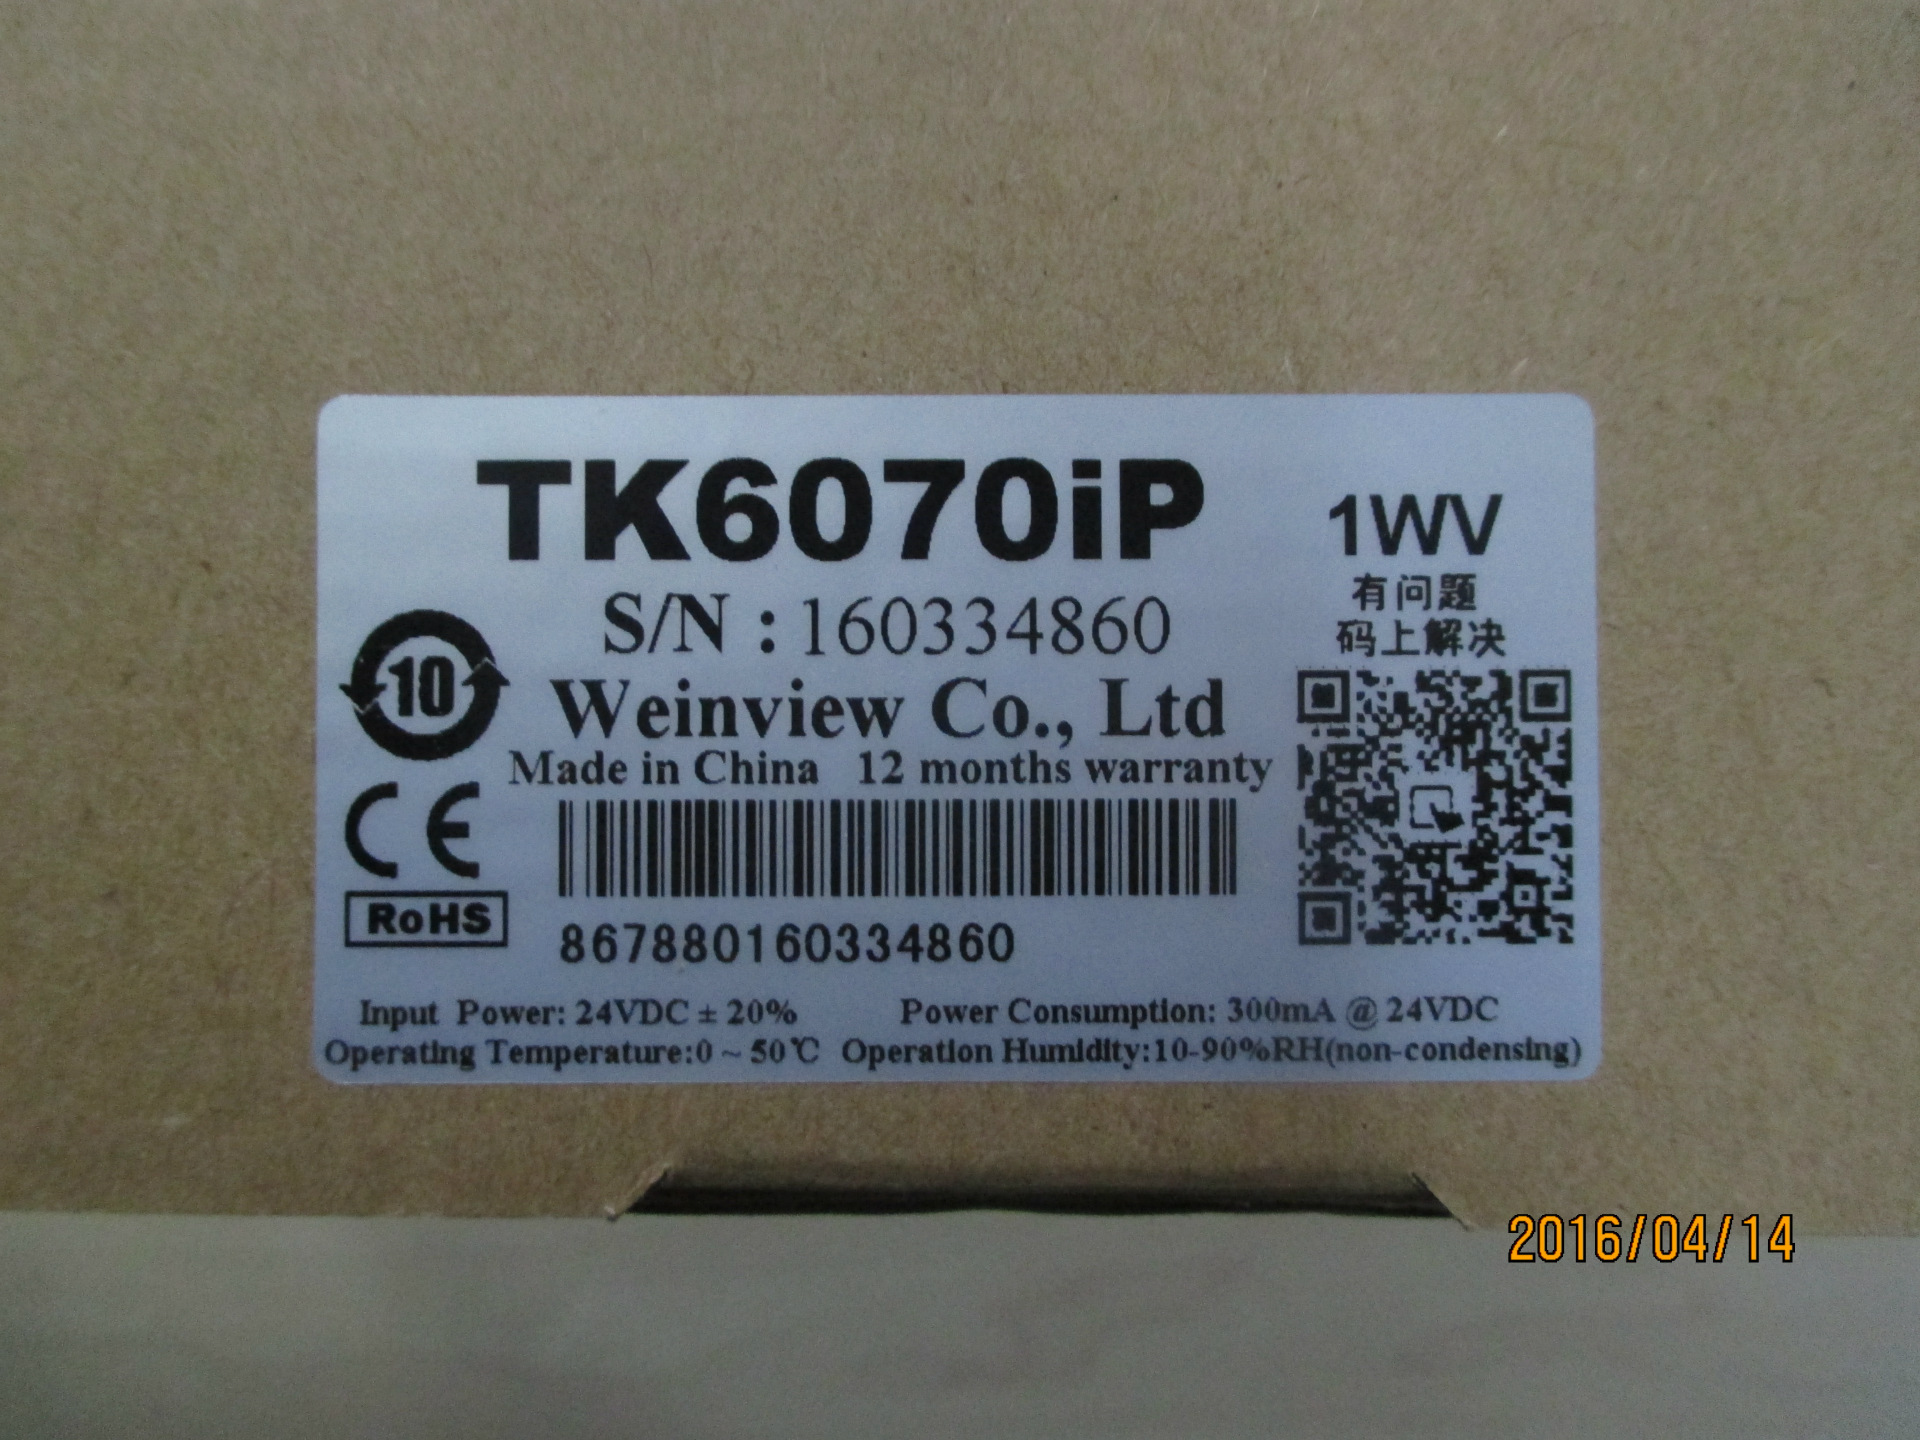 TK6070iP
1WV
有问题
码上解决
S/N : 160334860
10
Weinview Co., Ltd
Made in China 12 months warranty
CE
RoHS
867880160334860
Input Power: 24VDC ± 20% Power Consumption: 300mA @ 24VDC
Operating Temperature:0 ~ 50℃ Operation Humidity:10-90%RH(non-condensing)
2016/04/14